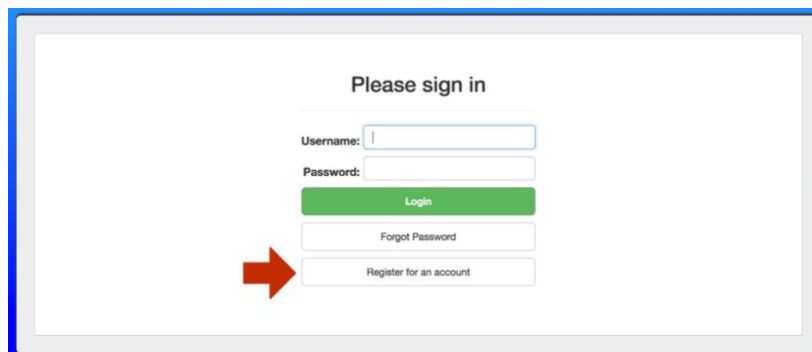 Please sign in
Username:
Password:
Login
Forgot Password
Register for an account